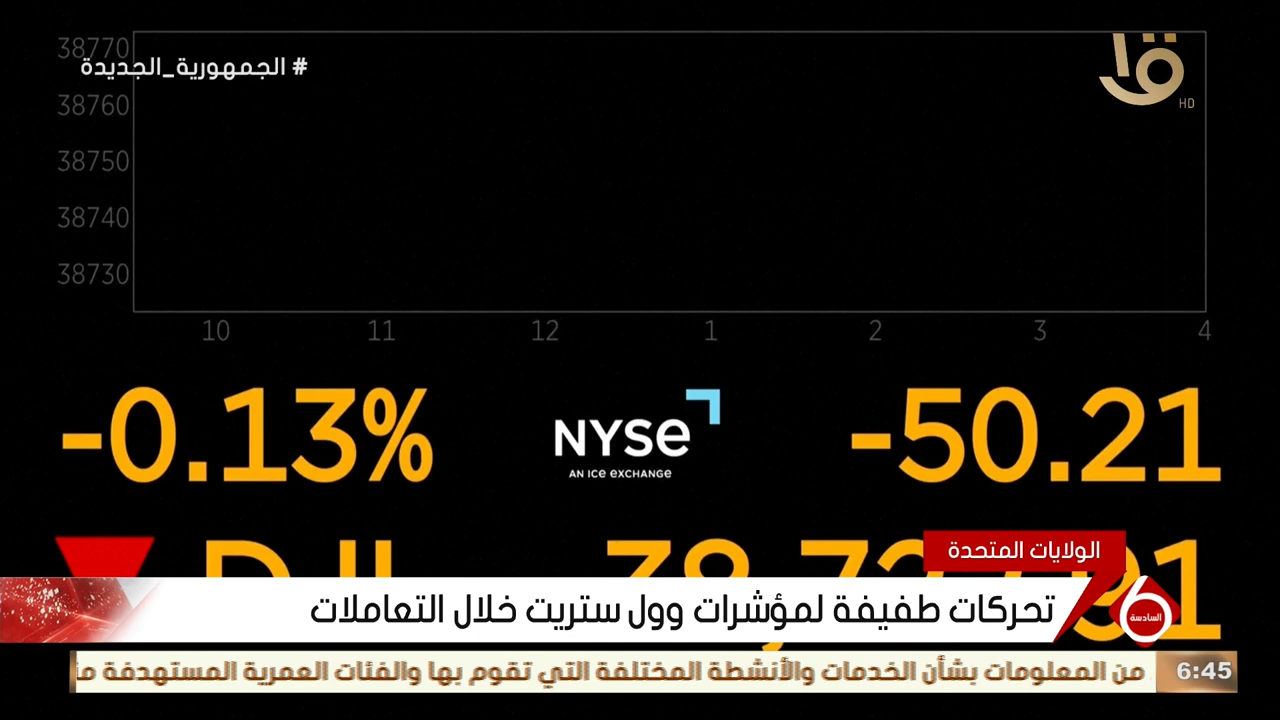 38770
# الجمهورية_الجديدة
HD
38760
38750
38740
38730
10 11 12 1 2 3 4
-0.13%
NYSE
AN ICE EXCHANGE
-50.21
الولايات المتحدة
تحركات طفيفة لمؤشرات وول ستريت خلال التعاملات
السادسة
6:45
من المعلومات بشأن الخدمات والأنشطة المختلفة التي تقوم بها والفئات العمرية المستهدفة